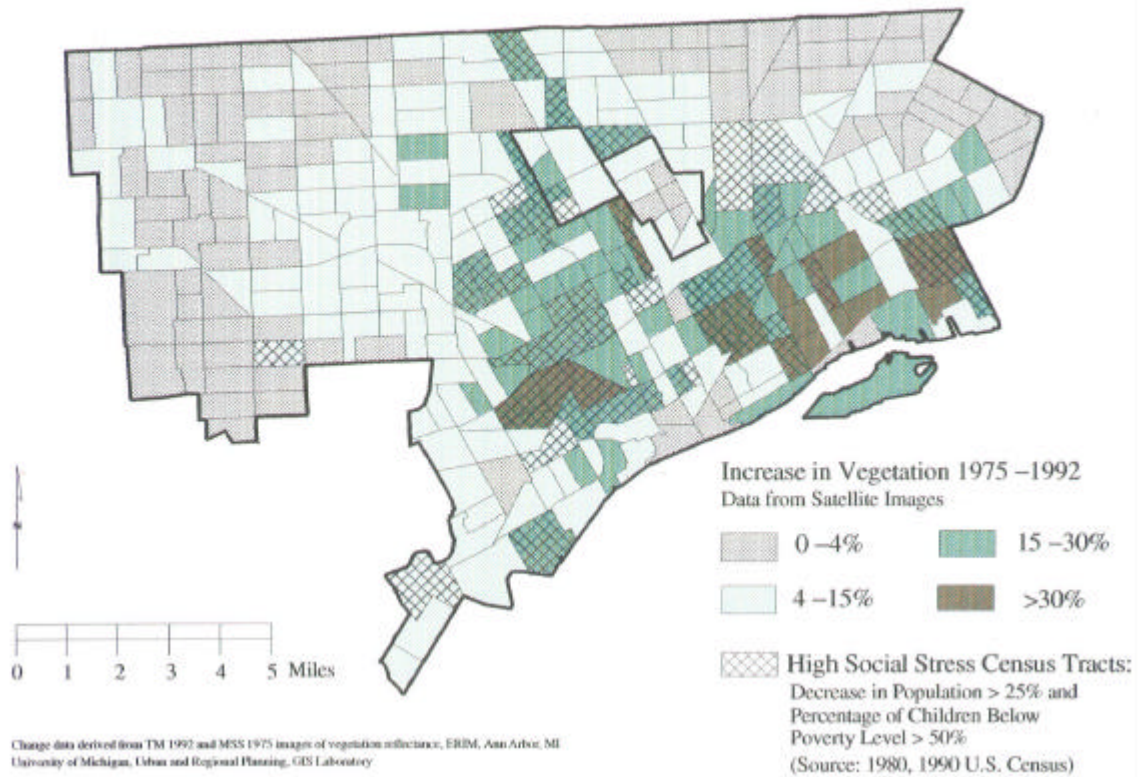 Increase in Vegetation 1975 –1992
Data from Satellite Images
0 –4%
15 –30%
4 –15%
>30%
High Social Stress Census Tracts:
Decrease in Population > 25% and
Percentage of Children Below
Poverty Level > 50%
(Source: 1980, 1990 U.S. Census)
0 1 2 3 4 5 Miles
Change data derived from TM 1992 and MSS 1975 images of vegetation reflectance, ERIM, Ann Arbor, MI
University of Michigan, Urban and Regional Planning, GIS Laboratory